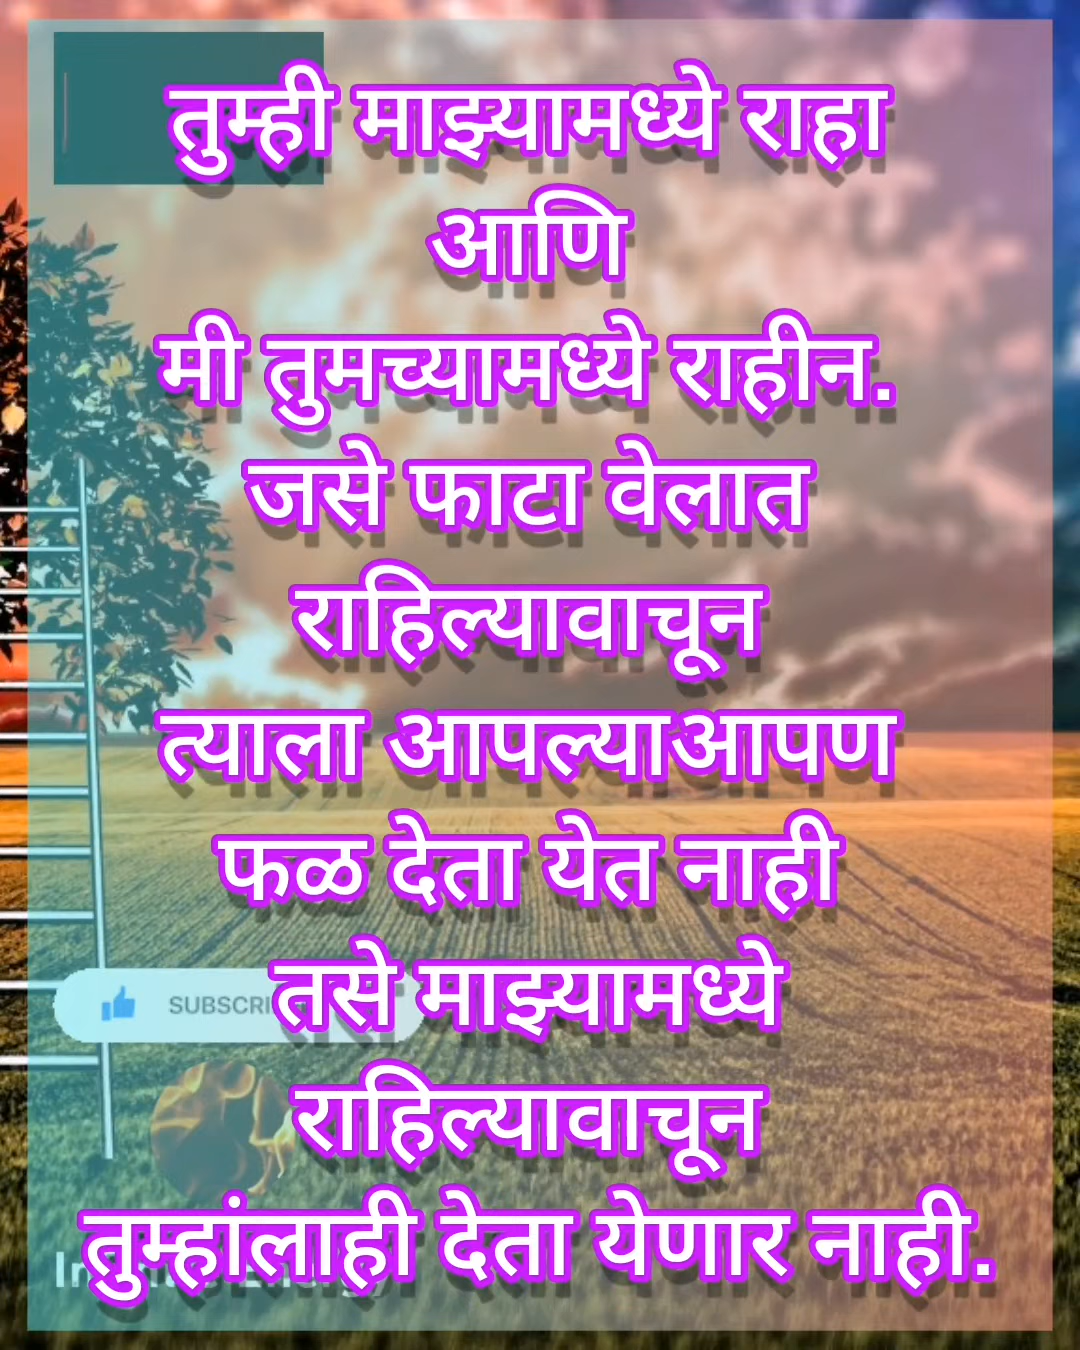 तुम्ही माझ्यामध्ये राहा
आणि
मी तुमच्यामध्ये राहीन.
जसे फाटा वेलात
राहिल्यावाचून
त्याला आपल्याआपण
फळ देता येत नाही
तसे माझ्यामध्ये
राहिल्यावाचून
तुम्हांलाही देता येणार नाही.